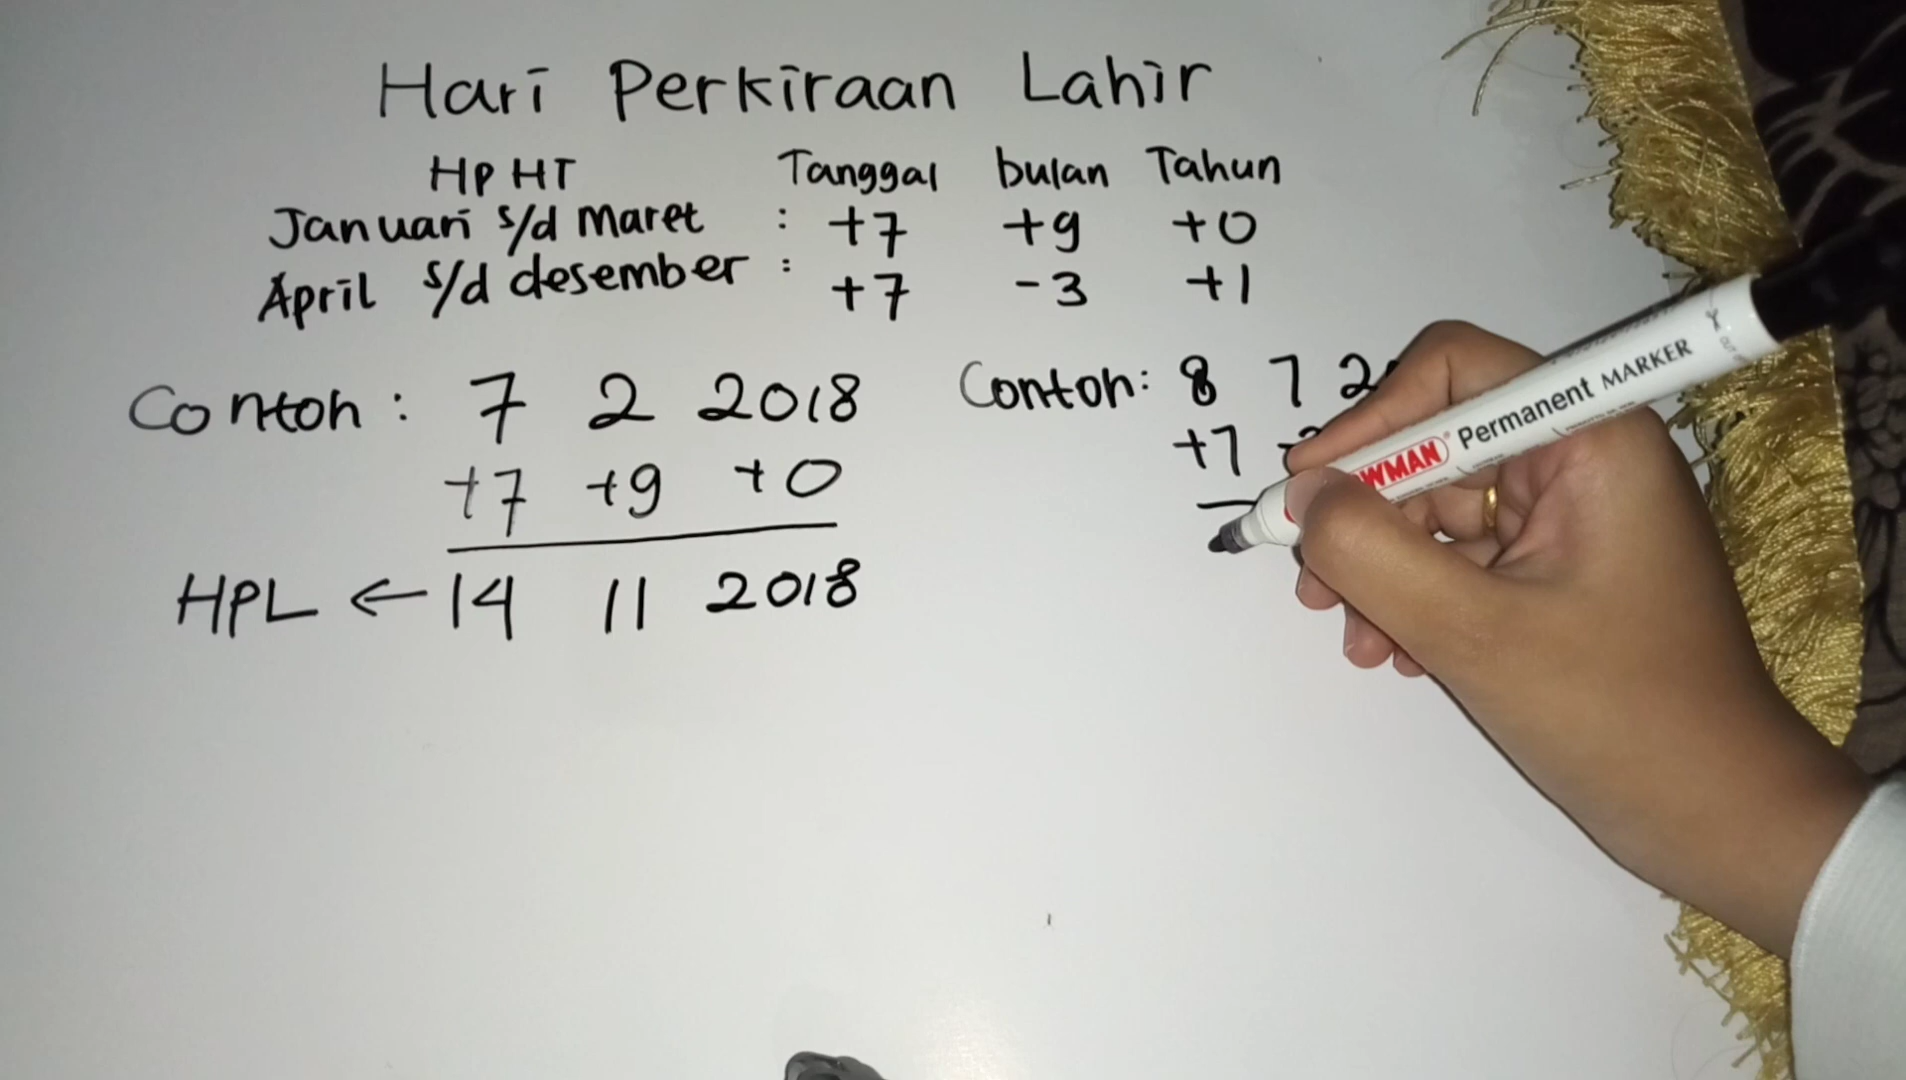 Hari Perkiraan Lahir
HPHT Tanggal bulan Tahun
Januari s/d maret : +7 +9 +0
April s/d desember : +7 -3 +1
Contoh : 7 2 2018
+7 +9 +0
HPL ← 14 11 2018
Contoh: 8 7
+7
Permanent MARKER